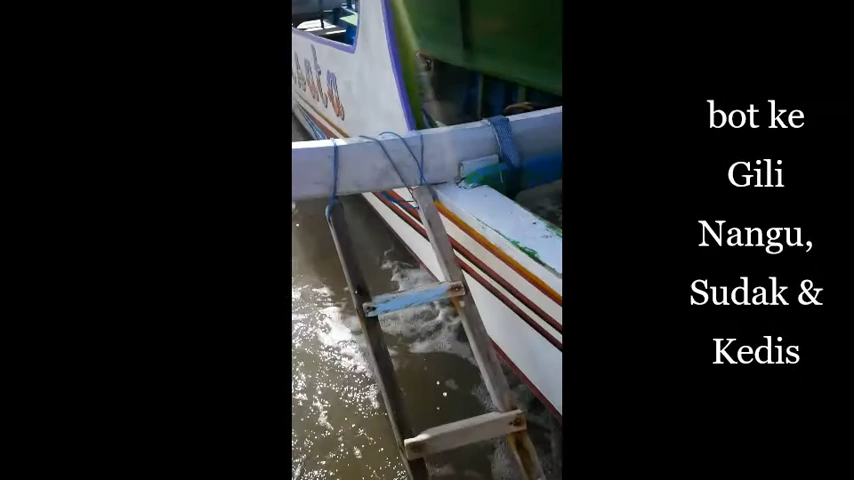 bot ke
Gili
Nangu,
Sudak &
Kedis